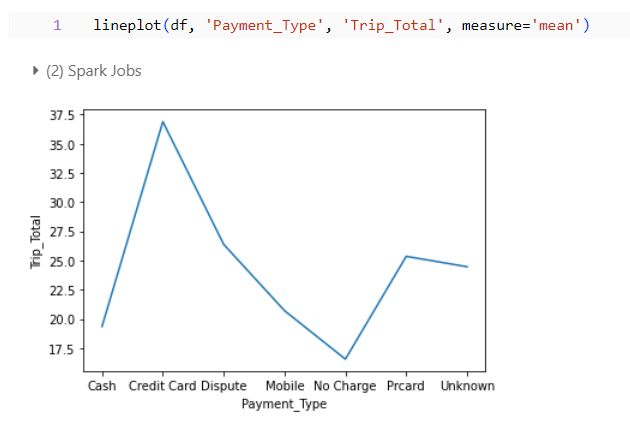 1 lineplot(df, 'Payment_Type', 'Trip_Total', measure='mean')
(2) Spark Jobs
37.5
35.0
32.5
30.0
27.5
25.0
22.5
20.0
17.5
Trip_Total
Cash Credit Card Dispute Mobile No Charge Prcard Unknown
Payment_Type